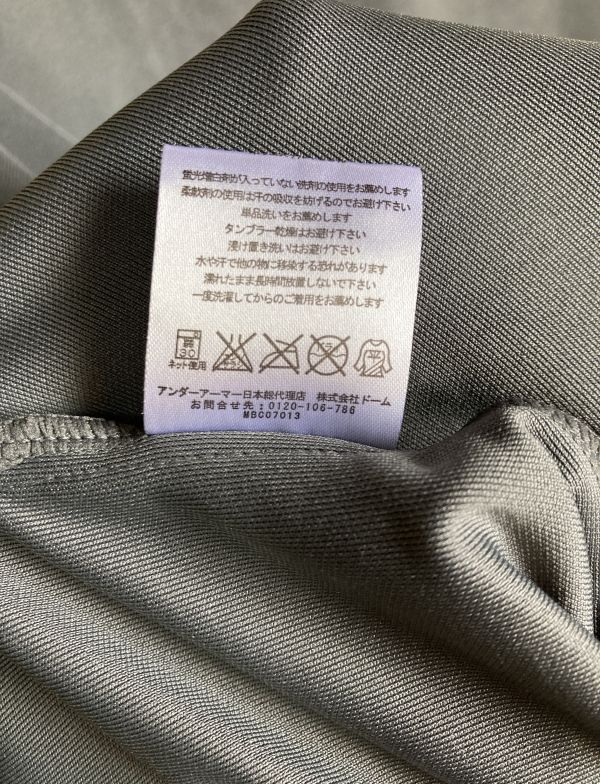 蛍光増白剤が入っていない洗剤の使用をお薦めします
柔軟剤の使用は汗の吸収を妨げるのでお避け下さい
単品洗いをお薦めします
タンブラー乾燥はお避け下さい
浸け置き洗いはお避け下さい
水や汗で他の物に移染する恐れがあります
濡れたまま長時間放置しないで下さい
一度洗濯してからのご着用をお薦めします
弱
30
エンソ
ドライ
平
ネット使用
アンダーアーマー日本総代理店 株式会社ドーム
お問合せ先:0120-106-786
MBC07013